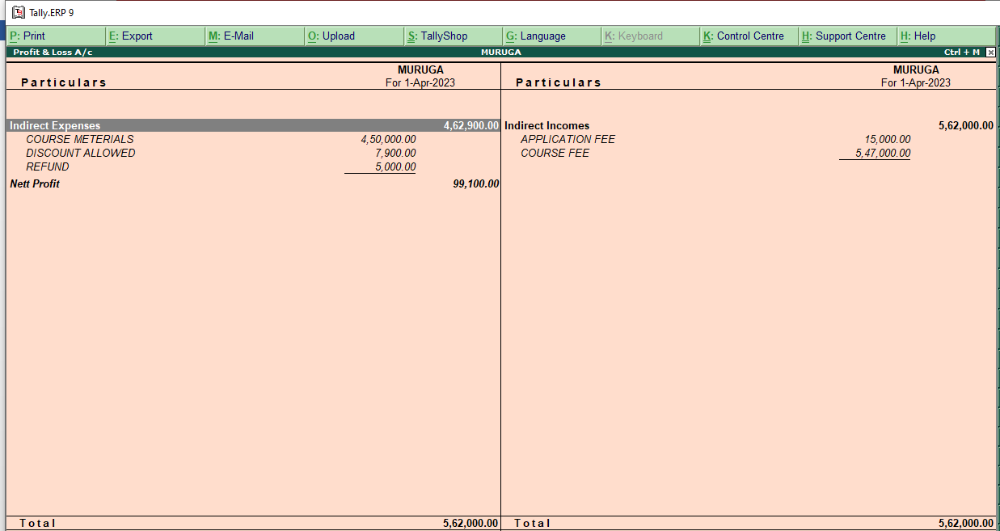 Tally.ERP 9
P: Print E: Export M: E-Mail O: Upload S: TallyShop G: Language K: Keyboard K: Control Centre H: Support Centre H: Help
Profit & Loss A/c MURUGA Ctrl + M
MURUGA MURUGA
Particulars For 1-Apr-2023 Particulars For 1-Apr-2023
Indirect Expenses 4,62,900.00 Indirect Incomes 5,62,000.00
COURSE METERIALS 4,50,000.00 APPLICATION FEE 15,000.00
DISCOUNT ALLOWED 7,900.00 COURSE FEE 5,47,000.00
REFUND 5,000.00
Nett Profit 99,100.00
Total 5,62,000.00 Total 5,62,000.00